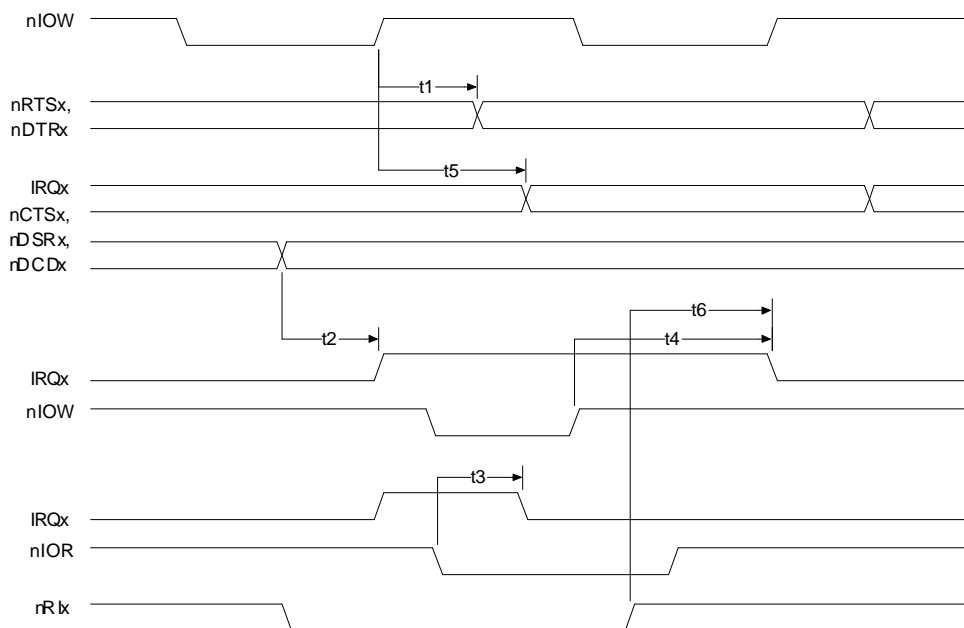 nIOW
t1
nRTSx,
nDTRx
t5
IRQx
nCTSx,
nDSRx,
nDCDx
t6
t2
t4
IRQx
nIOW
t3
IRQx
nIOR
nRIx